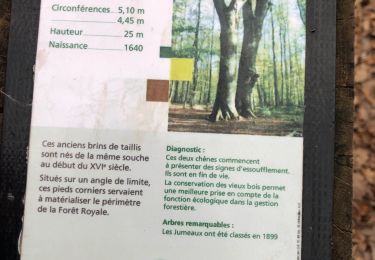 Circonférences 5,10 m
4,45 m
Hauteur 25 m
Naissance 1640
Ces anciens brins de taillis
sont nés de la même souche
au début du XVIᵉ siècle.
Situés sur un angle de limite,
ces pieds corniers servaient
à matérialiser le périmètre
de la Forêt Royale.
Diagnostic :
Ces deux chênes commencent
à présenter des signes d'essoufflement.
Ils sont en fin de vie.
La conservation des vieux bois permet
une meilleure prise en compte de la
fonction écologique dans la gestion
forestière.
Arbres remarquables :
Les Jumeaux ont été classés en 1899